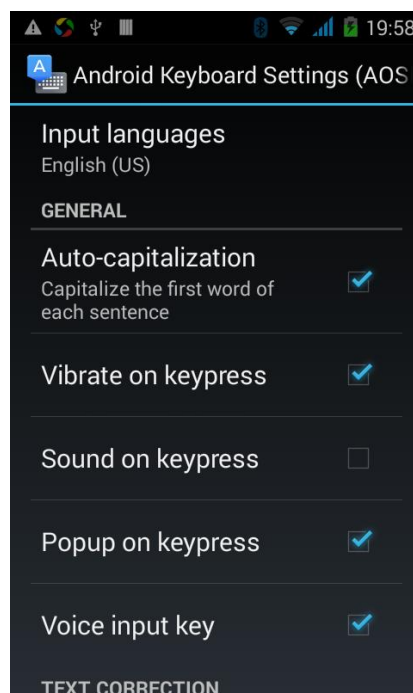 19:58
Android Keyboard Settings (AOS
Input languages
English (US)
GENERAL
Auto-capitalization
Capitalize the first word of
each sentence
Vibrate on keypress
Sound on keypress
Popup on keypress
Voice input key
TEXT CORRECTION